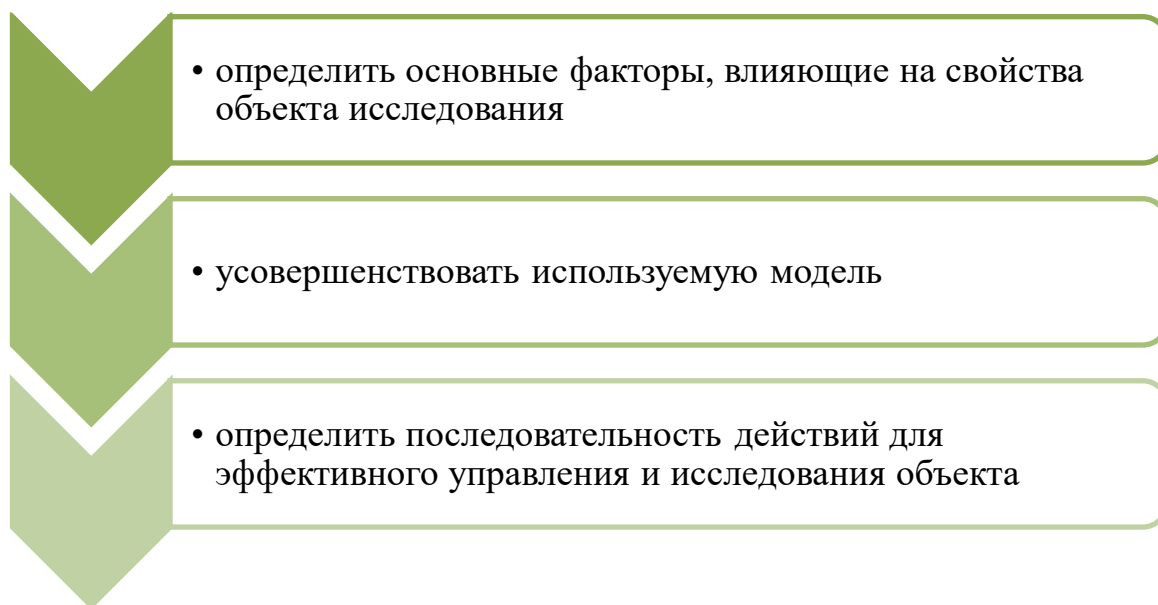 • определить основные факторы, влияющие на свойства
объекта исследования
• усовершенствовать используемую модель
• определить последовательность действий для
эффективного управления и исследования объекта